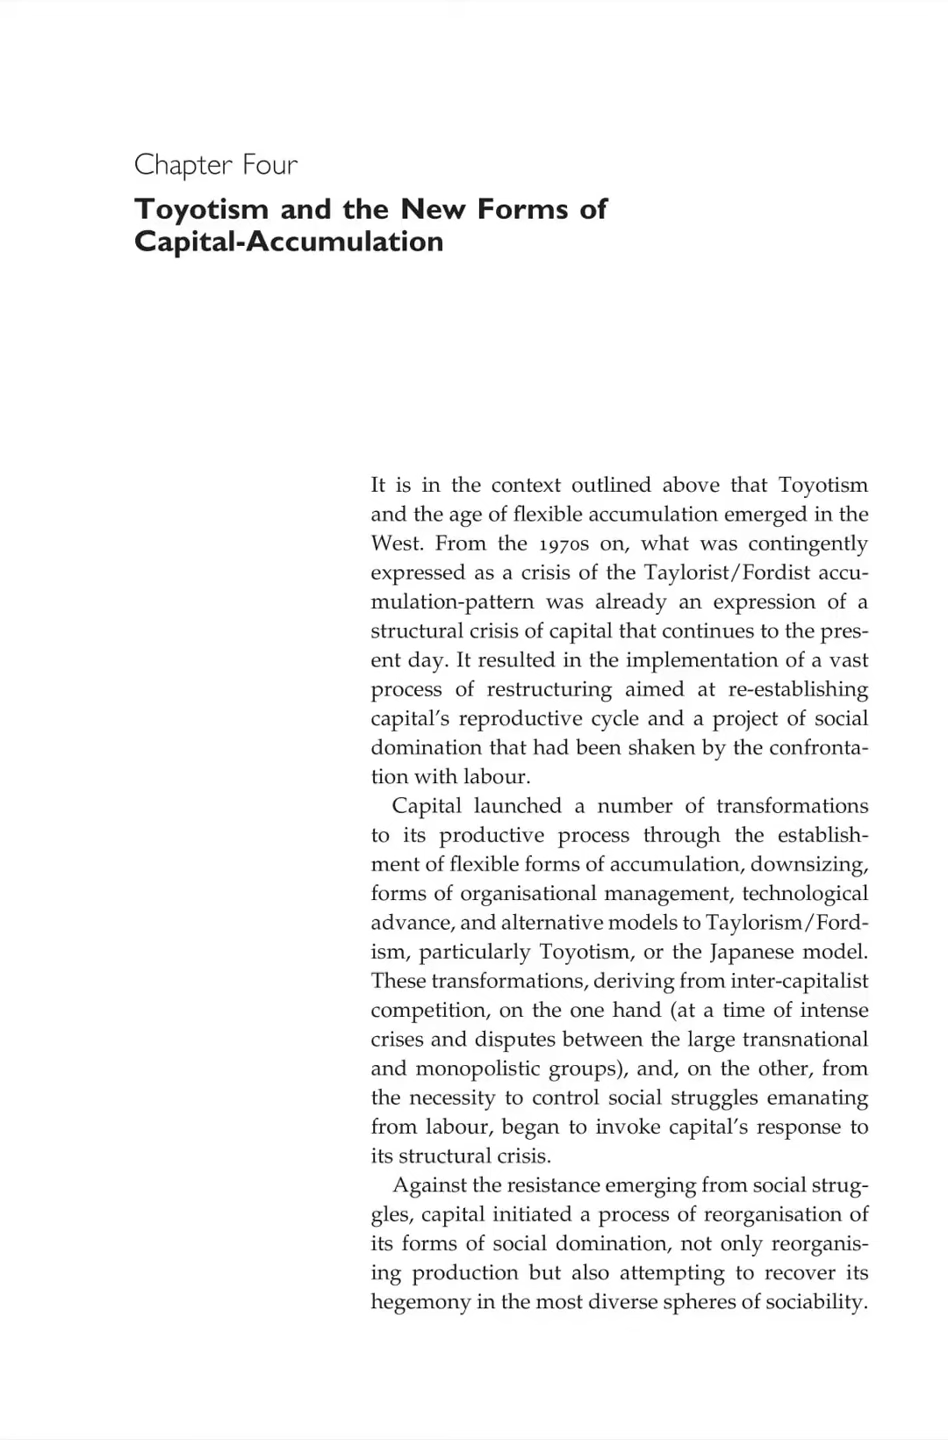 Chapter Four
Toyotism and the New Forms of
Capital-Accumulation
It is in the context outlined above that Toyotism
and the age of flexible accumulation emerged in the
West. From the 1970s on, what was contingently
expressed as a crisis of the Taylorist/Fordist accu-
mulation-pattern was already an expression of a
structural crisis of capital that continues to the pres-
ent day. It resulted in the implementation of a vast
process of restructuring aimed at re-establishing
capital's reproductive cycle and a project of social
domination that had been shaken by the confronta-
tion with labour.
Capital launched a number of transformations
to its productive process through the establish-
ment of flexible forms of accumulation, downsizing,
forms of organisational management, technological
advance, and alternative models to Taylorism/Ford-
ism, particularly Toyotism, or the Japanese model.
These transformations, deriving from inter-capitalist
competition, on the one hand (at a time of intense
crises and disputes between the large transnational
and monopolistic groups), and, on the other, from
the necessity to control social struggles emanating
from labour, began to invoke capital's response to
its structural crisis.
Against the resistance emerging from social strug-
gles, capital initiated a process of reorganisation of
its forms of social domination, not only reorganis-
ing production but also attempting to recover its
hegemony in the most diverse spheres of sociability.